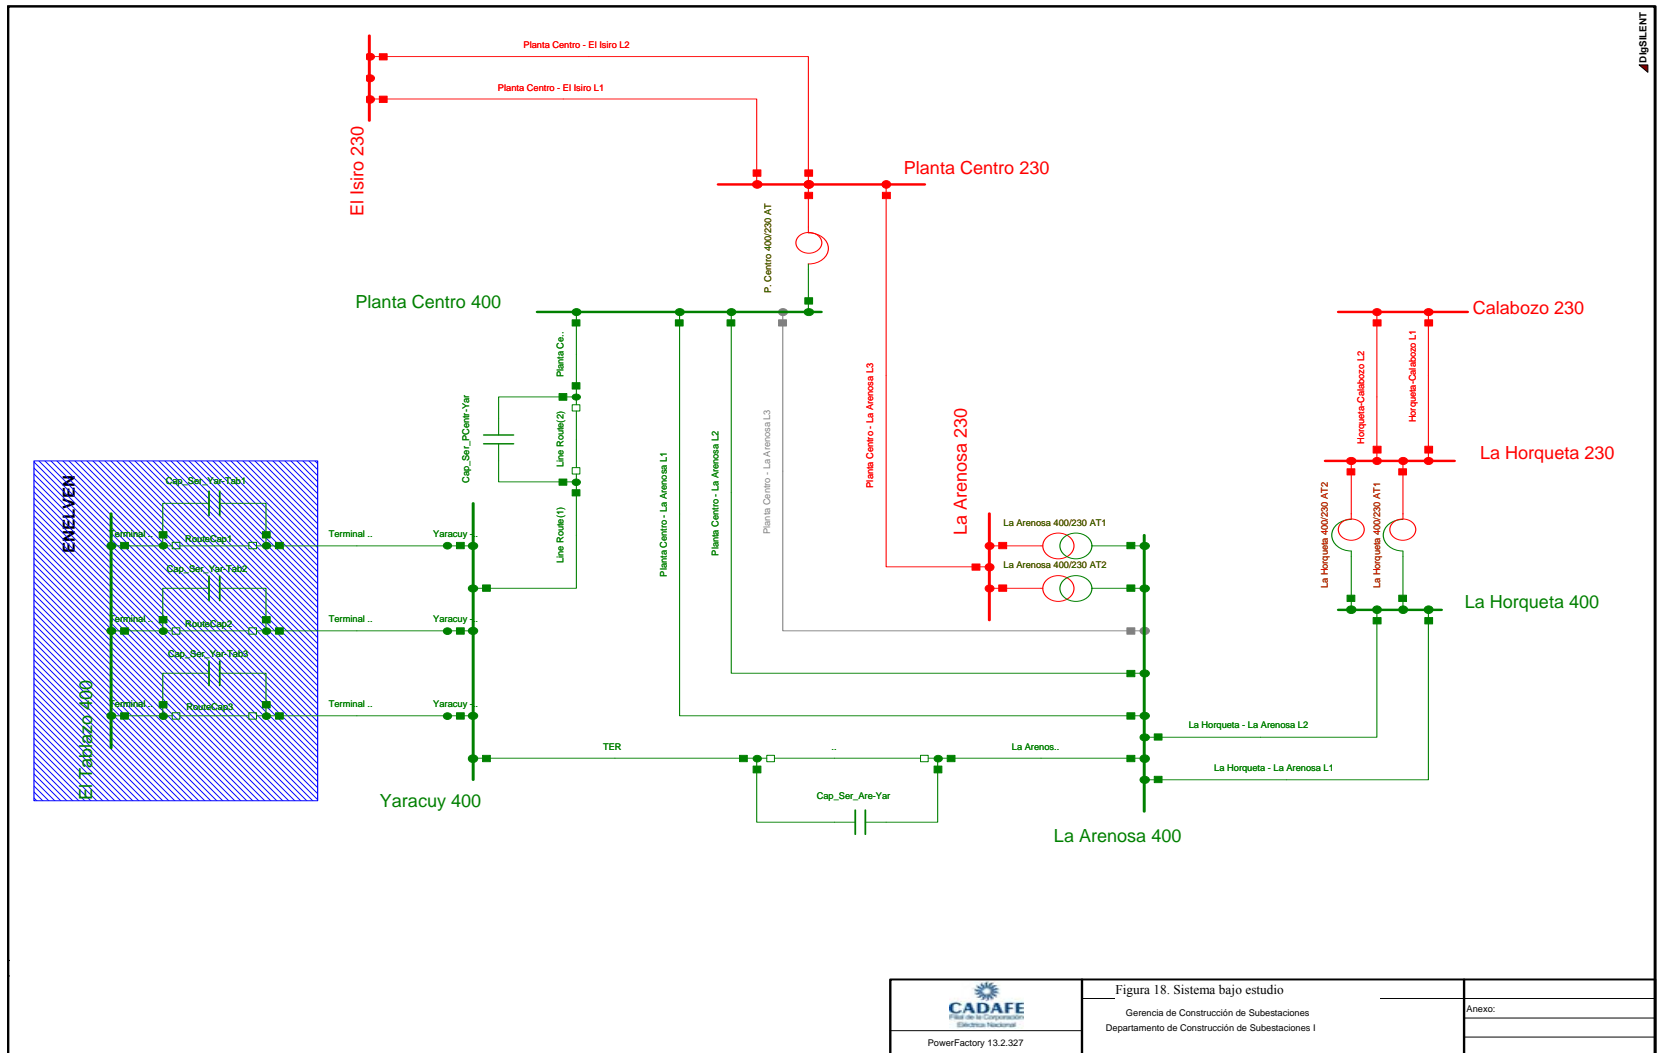 DIgSILENT
Planta Centro - El Isiro L2
Planta Centro - El Isiro L1
El Isiro 230
Planta Centro 230
P. Centro 400/230 AT
Planta Centro 400
Planta Ce..
Cap_Ser_PCentr-Yar
Line Route(2)
Line Route(1)
Planta Centro - La Arenosa L1
Planta Centro - La Arenosa L2
Planta Centro - La Arenosa L3
Planta Centro - La Arenosa L3
La Arenosa 230
La Arenosa 400/230 AT1
La Arenosa 400/230 AT2
Calabozo 230
Horqueta-Calabozo L2
Horqueta-Calabozo L1
La Horqueta 230
La Horqueta 400/230 AT2
La Horqueta 400/230 AT1
La Horqueta 400
ENELVEN
Cap_Ser_Yar-Tab1
Terminal..
RouteCap1
Terminal ..
Yaracuy -..
Cap_Ser_Yar-Tab2
Terminal..
RouteCap2
Terminal ..
Yaracuy -..
Cap_Ser_Yar-Tab3
Terminal..
RouteCap3
Terminal ..
Yaracuy -..
El Tablazo 400
Yaracuy 400
TER
..
La Arenos..
Cap_Ser_Are-Yar
La Horqueta - La Arenosa L2
La Horqueta - La Arenosa L1
La Arenosa 400
CADAFE
Filial de la Corporación
Eléctrica Nacional
PowerFactory 13.2.327
Figura 18. Sistema bajo estudio
Gerencia de Construcción de Subestaciones
Departamento de Construcción de Subestaciones I
Anexo: